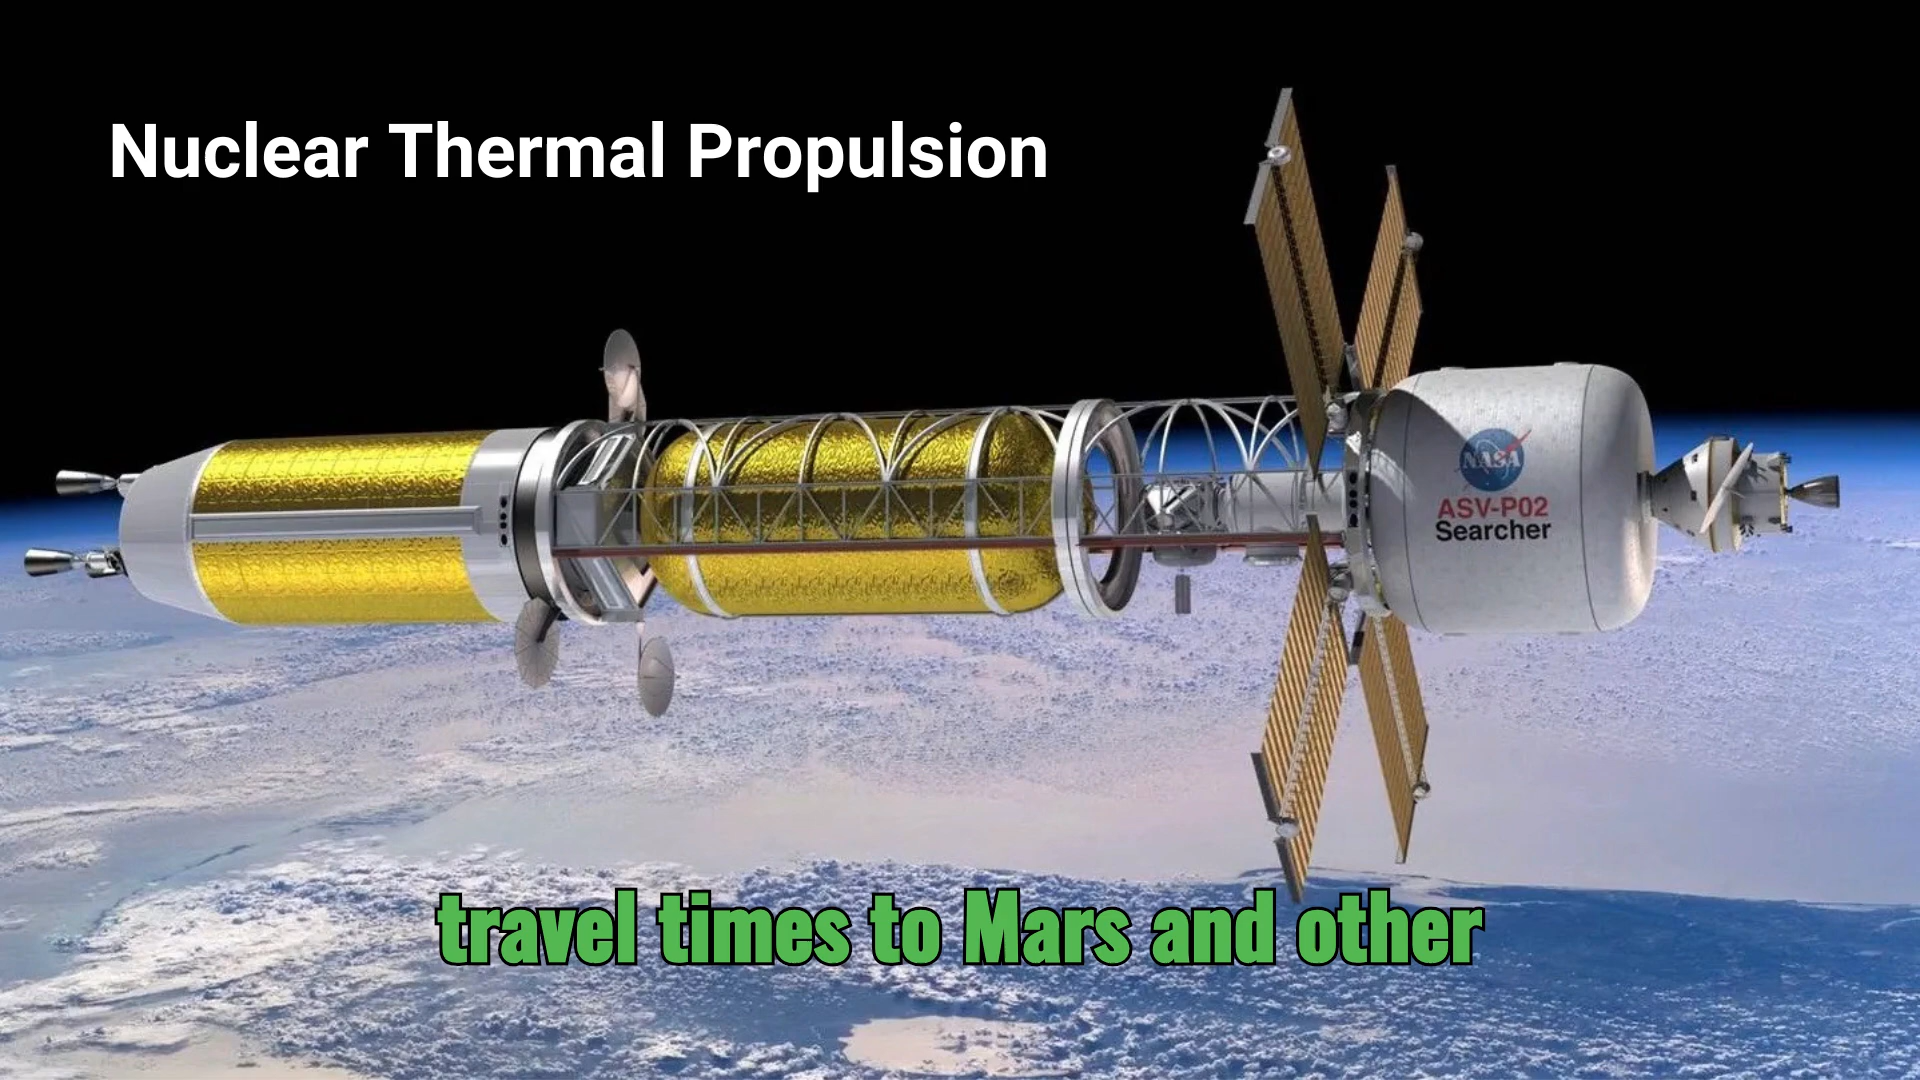 Nuclear Thermal Propulsion
NASA
ASV-P02
Searcher
travel times to Mars and other